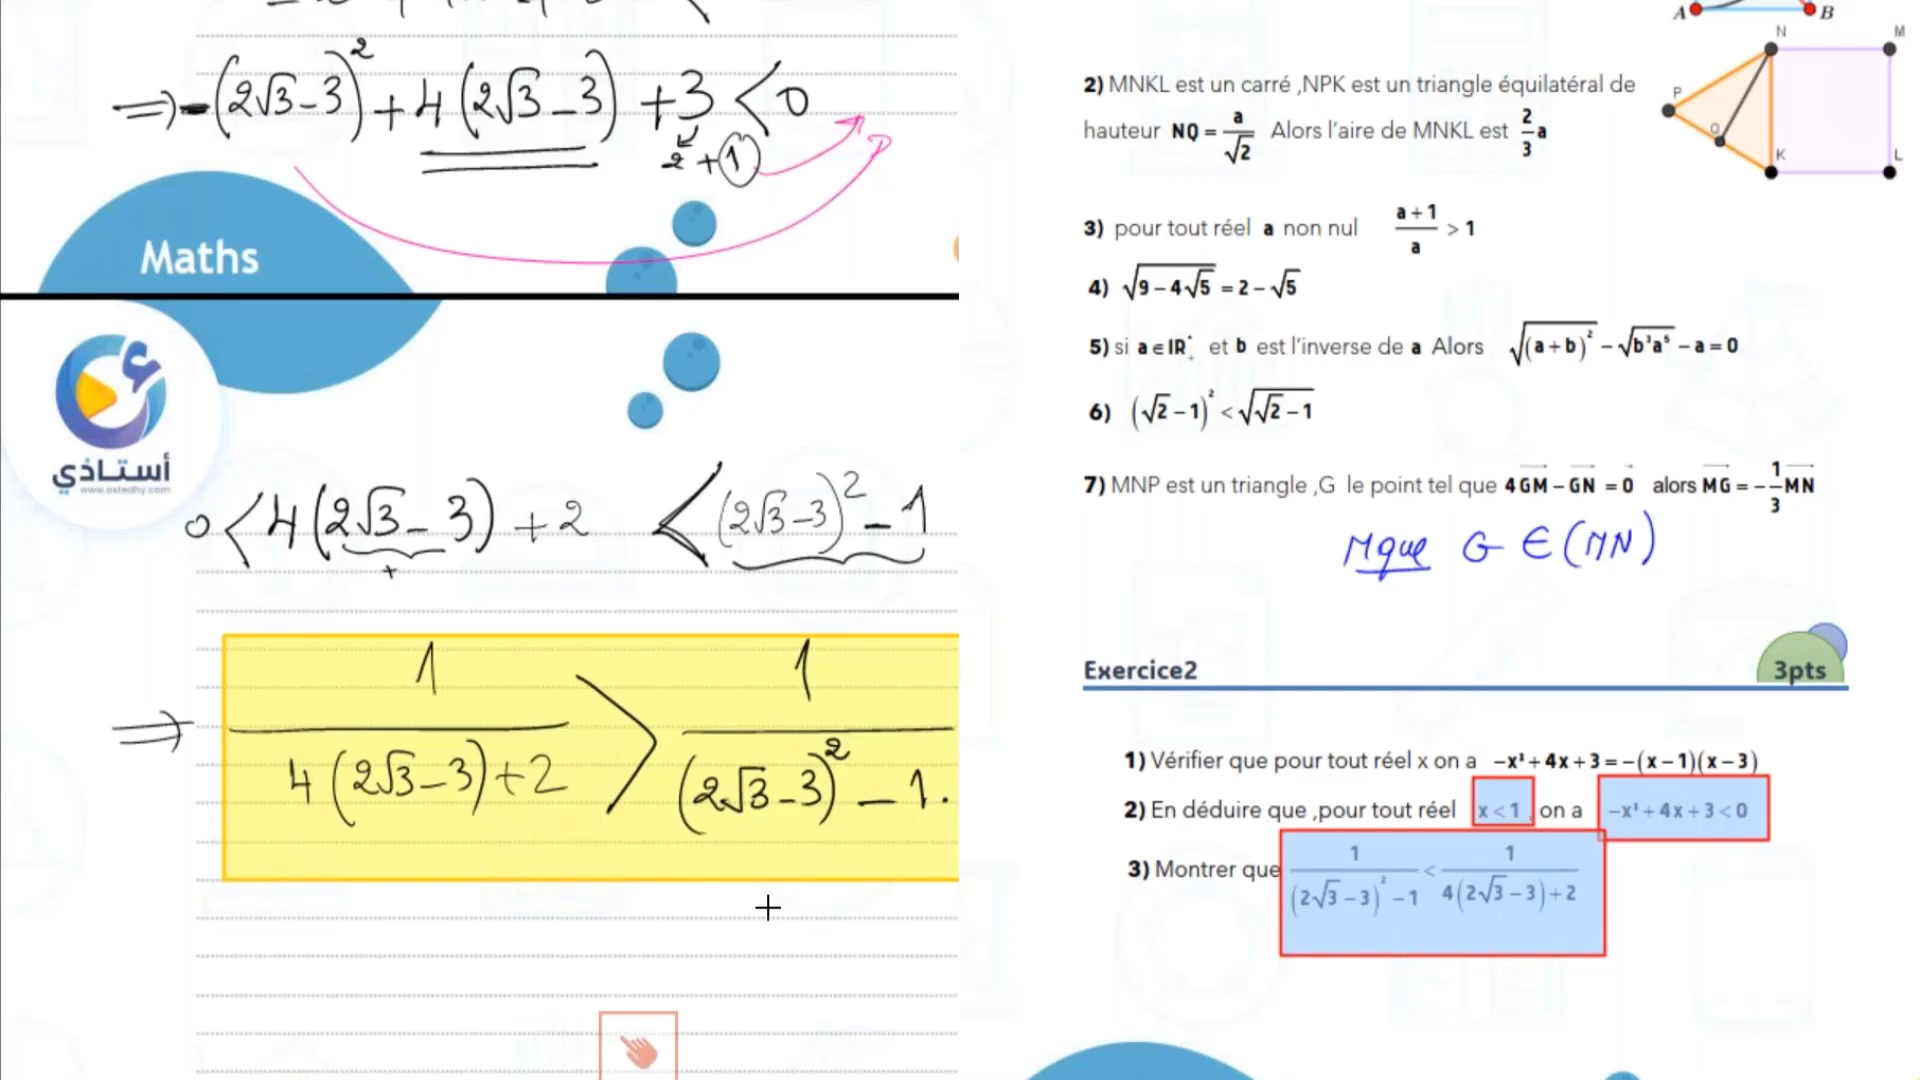 ⟹ -(2√3-3)² + 4(2√3-3) + 3 < 0
2 + 1
Maths
أستاذي
www.ostedhy.com
0 < 4(2√3-3) + 2 < (2√3-3)² - 1
+
⟹ 1/(4(2√3-3)+2) > 1/((2√3-3)² - 1).
A B
N M
P
Q
K L
2) MNKL est un carré ,NPK est un triangle équilatéral de
hauteur NQ = a/√2 Alors l'aire de MNKL est 2/3 a
3) pour tout réel a non nul (a+1)/a > 1
4) √(9-4√5) = 2-√5
5) si a ∈ IR*₊ et b est l'inverse de a Alors √((a+b)²) - √(b³a⁵) - a = 0
6) (√2-1)² < √(√2-1)
7) MNP est un triangle ,G le point tel que 4GM⃗ - GN⃗ = 0⃗ alors MG⃗ = -1/3 MN⃗
Mque G ∈ (MN)
Exercice2
3pts
1) Vérifier que pour tout réel x on a -x²+4x+3=-(x-1)(x-3)
2) En déduire que ,pour tout réel x<1 , on a -x²+4x+3<0
3) Montrer que 1/((2√3-3)²-1) < 1/(4(2√3-3)+2)